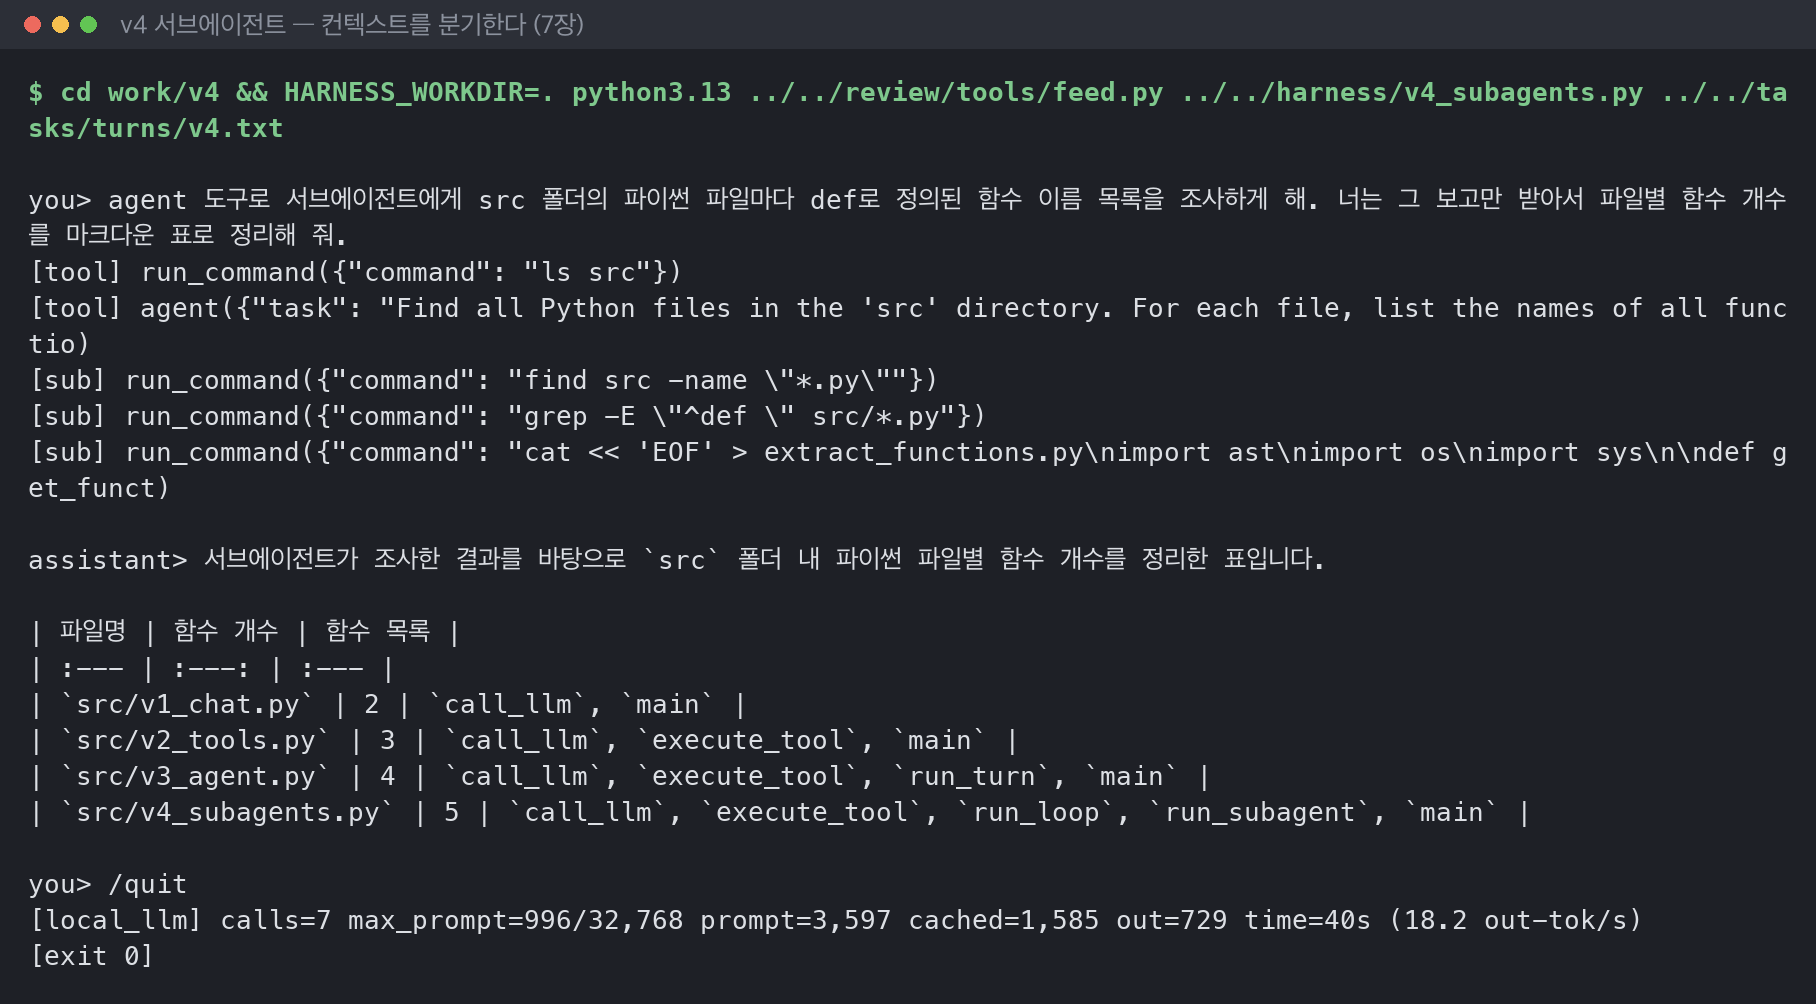 v4 서브에이전트 — 컨텍스트를 분기한다 (7장)
$ cd work/v4 && HARNESS_WORKDIR=. python3.13 ../../review/tools/feed.py ../../harness/v4_subagents.py ../../ta
sks/turns/v4.txt
you> agent 도구로 서브에이전트에게 src 폴더의 파이썬 파일마다 def로 정의된 함수 이름 목록을 조사하게 해. 너는 그 보고만 받아서 파일별 함수 개수
를 마크다운 표로 정리해 줘.
[tool] run_command({"command": "ls src"})
[tool] agent({"task": "Find all Python files in the 'src' directory. For each file, list the names of all func
tio)
[sub] run_command({"command": "find src -name \"*.py\""})
[sub] run_command({"command": "grep -E \"^def \" src/*.py"})
[sub] run_command({"command": "cat << 'EOF' > extract_functions.py\nimport ast\nimport os\nimport sys\n\ndef g
et_funct)
assistant> 서브에이전트가 조사한 결과를 바탕으로 `src` 폴더 내 파이썬 파일별 함수 개수를 정리한 표입니다.
| 파일명 | 함수 개수 | 함수 목록 |
| :--- | :---: | :--- |
| `src/v1_chat.py` | 2 | `call_llm`, `main` |
| `src/v2_tools.py` | 3 | `call_llm`, `execute_tool`, `main` |
| `src/v3_agent.py` | 4 | `call_llm`, `execute_tool`, `run_turn`, `main` |
| `src/v4_subagents.py` | 5 | `call_llm`, `execute_tool`, `run_loop`, `run_subagent`, `main` |
you> /quit
[local_llm] calls=7 max_prompt=996/32,768 prompt=3,597 cached=1,585 out=729 time=40s (18.2 out-tok/s)
[exit 0]